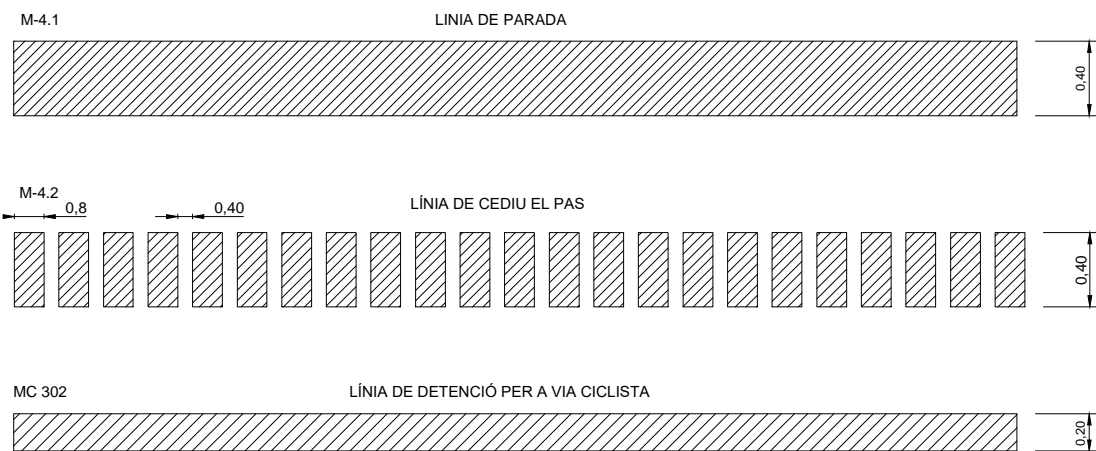 M-4.1 LINIA DE PARADA
0,40
M-4.2
0,8 0,40 LÍNIA DE CEDIU EL PAS
0,40
MC 302 LÍNIA DE DETENCIÓ PER A VIA CICLISTA
0,20